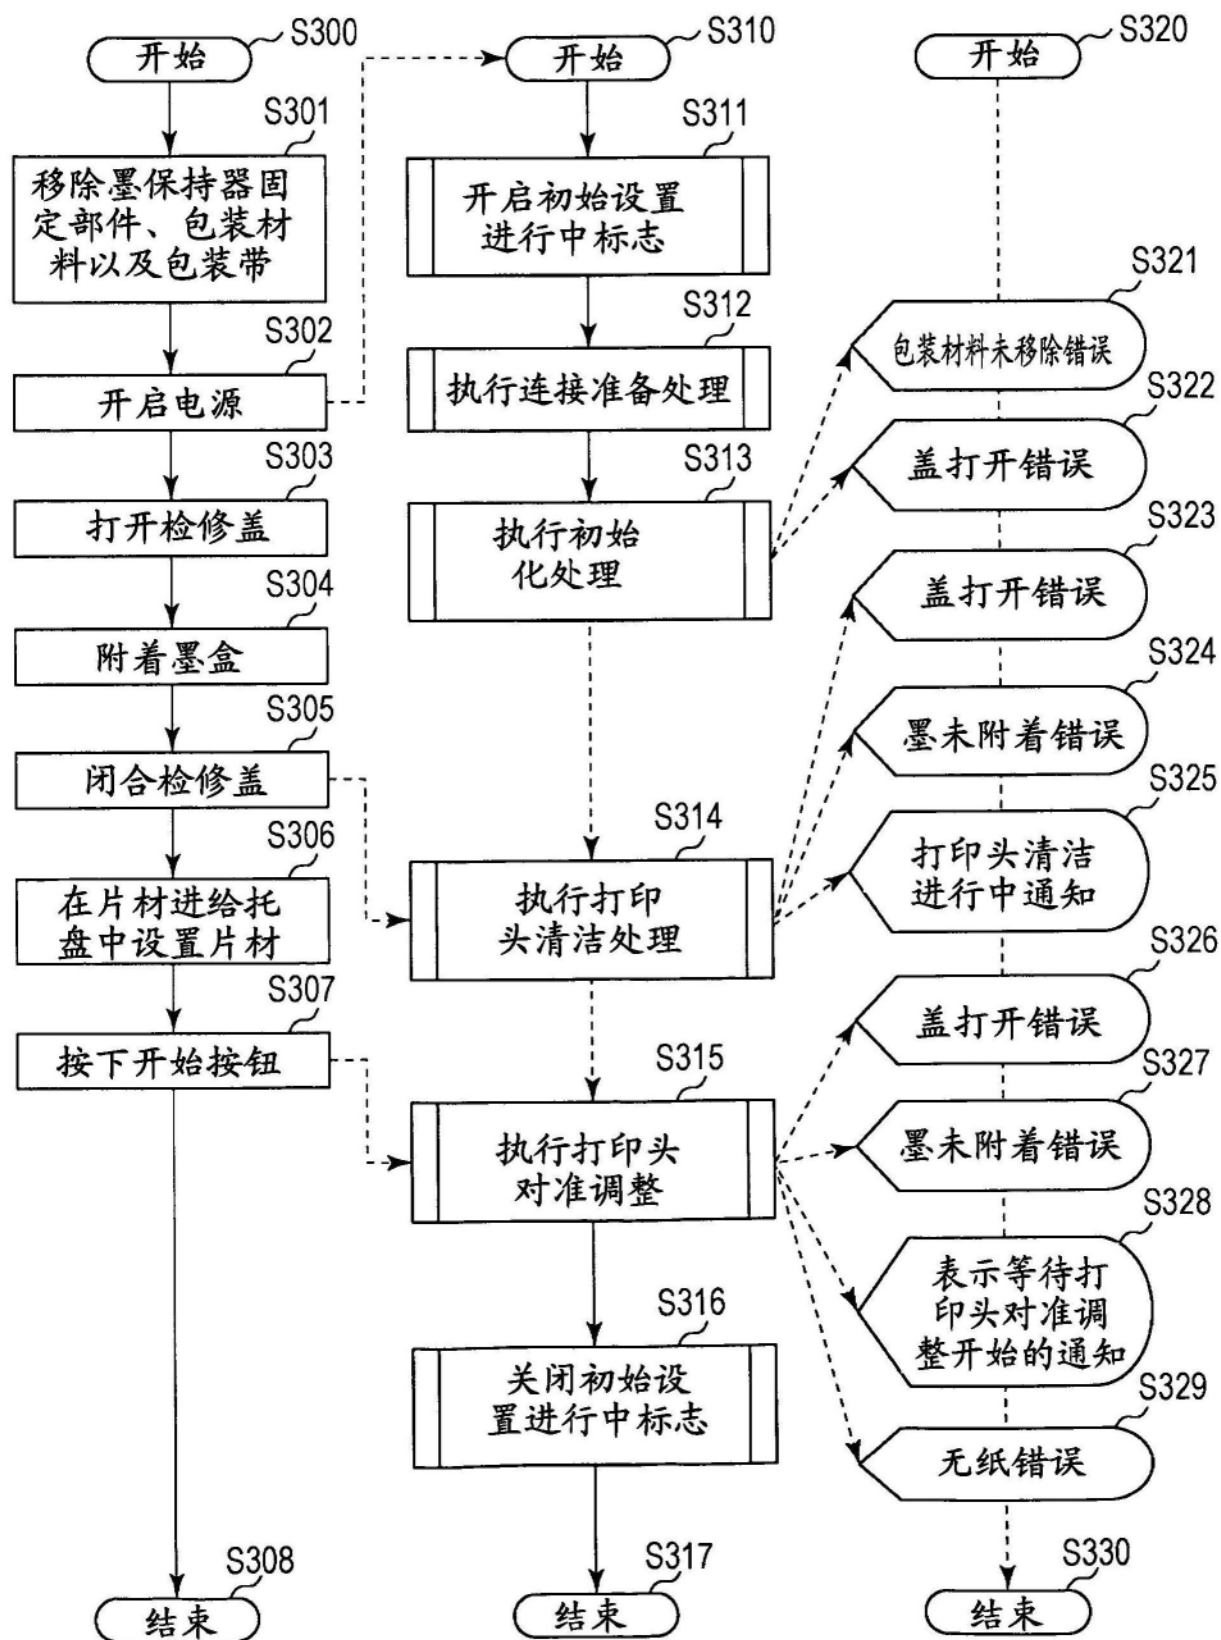 开始
S300
S301
移除墨保持器固
定部件、包装材
料以及包装带
S302
开启电源
S303
打开检修盖
S304
附着墨盒
S305
闭合检修盖
S306
在片材进给托
盘中设置片材
S307
按下开始按钮
S308
结束
开始
S310
S311
开启初始设置
进行中标志
S312
执行连接准备处理
S313
执行初始
化处理
S314
执行打印
头清洁处理
S315
执行打印头
对准调整
S316
关闭初始设
置进行中标志
S317
结束
开始
S320
S321
包装材料未移除错误
S322
盖打开错误
S323
盖打开错误
S324
墨未附着错误
S325
打印头清洁
进行中通知
S326
盖打开错误
S327
墨未附着错误
S328
表示等待打
印头对准调
整开始的通知
S329
无纸错误
S330
结束